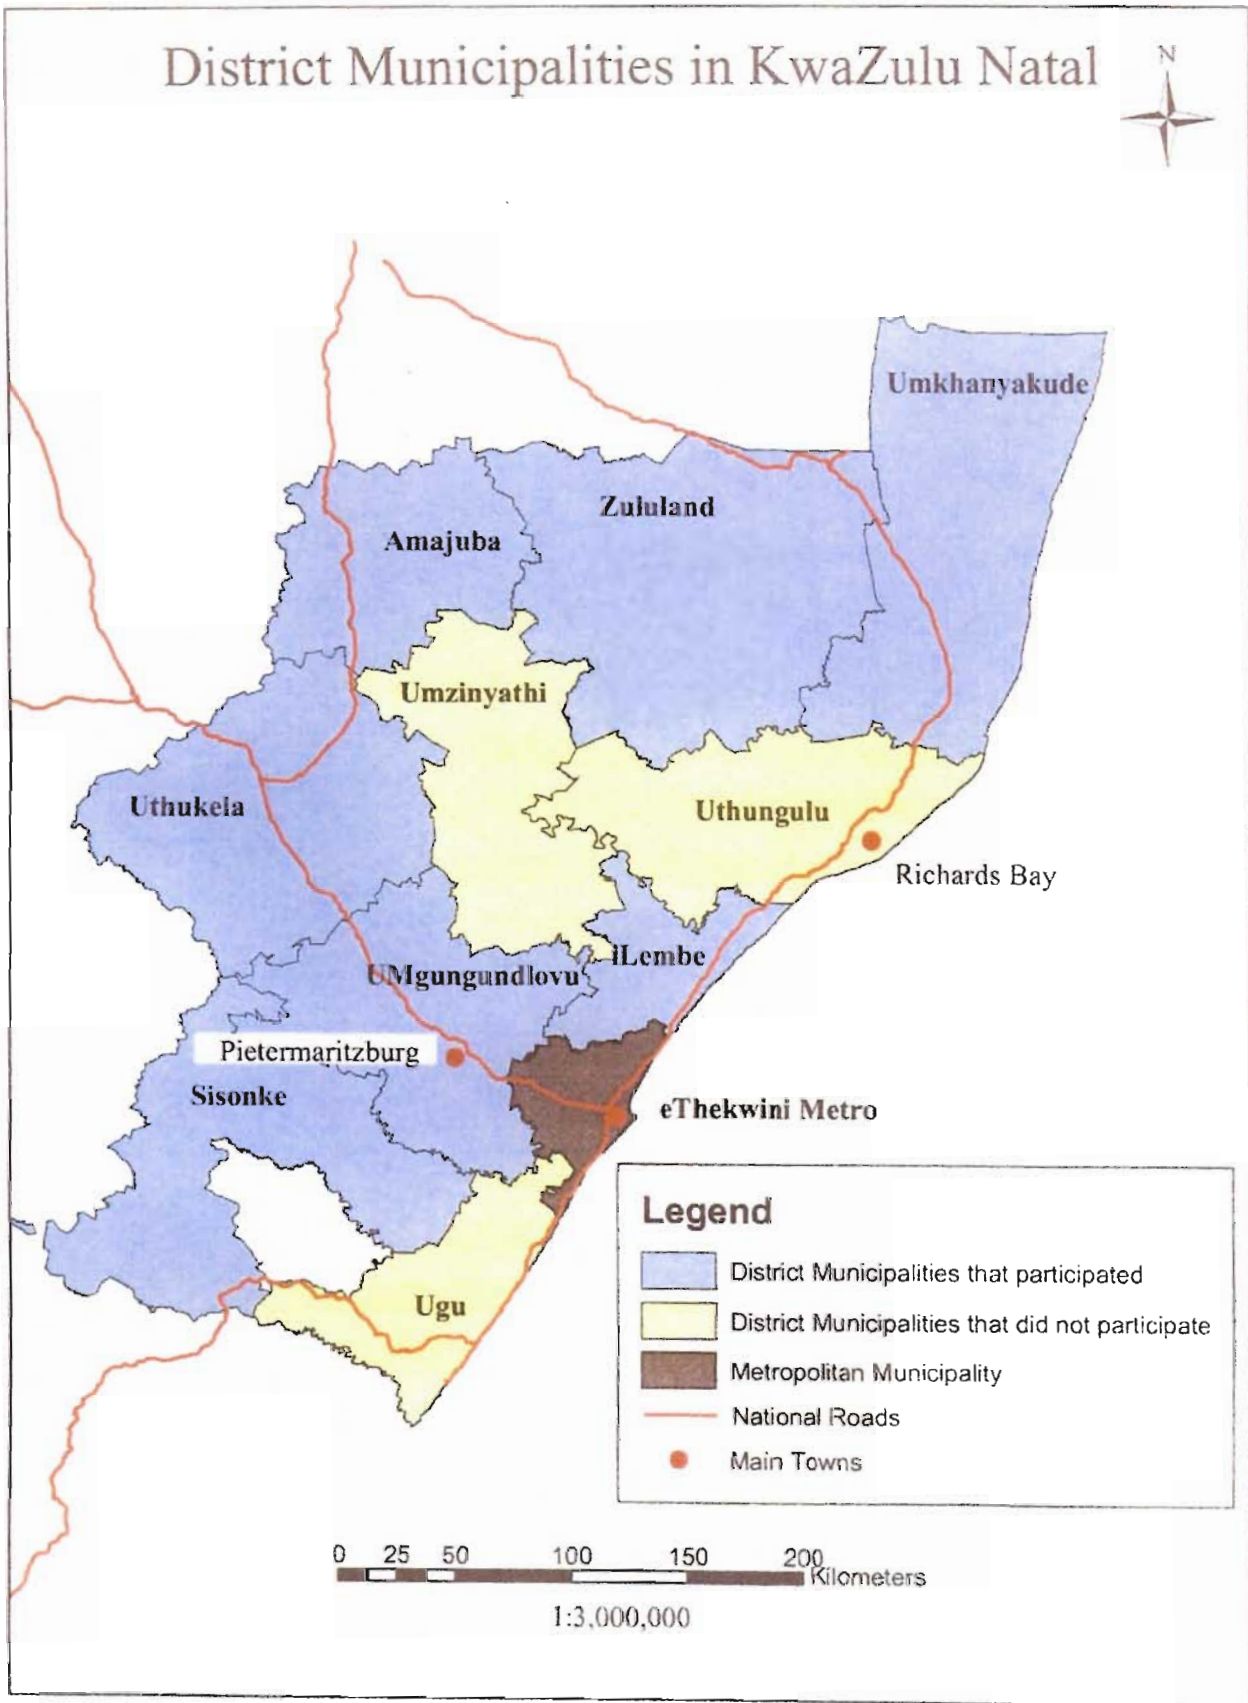 District Municipalities in KwaZulu Natal
N
Umkhanyakude
Zululand
Amajuba
Umzinyathi
Uthukela
Uthungulu
Richards Bay
iLembe
UMgungundlovu
Pietermaritzburg
Sisonke
eThekwini Metro
Ugu
Legend
District Municipalities that participated
District Municipalities that did not participate
Metropolitan Municipality
National Roads
Main Towns
0 25 50 100 150 200
Kilometers
1:3,000,000